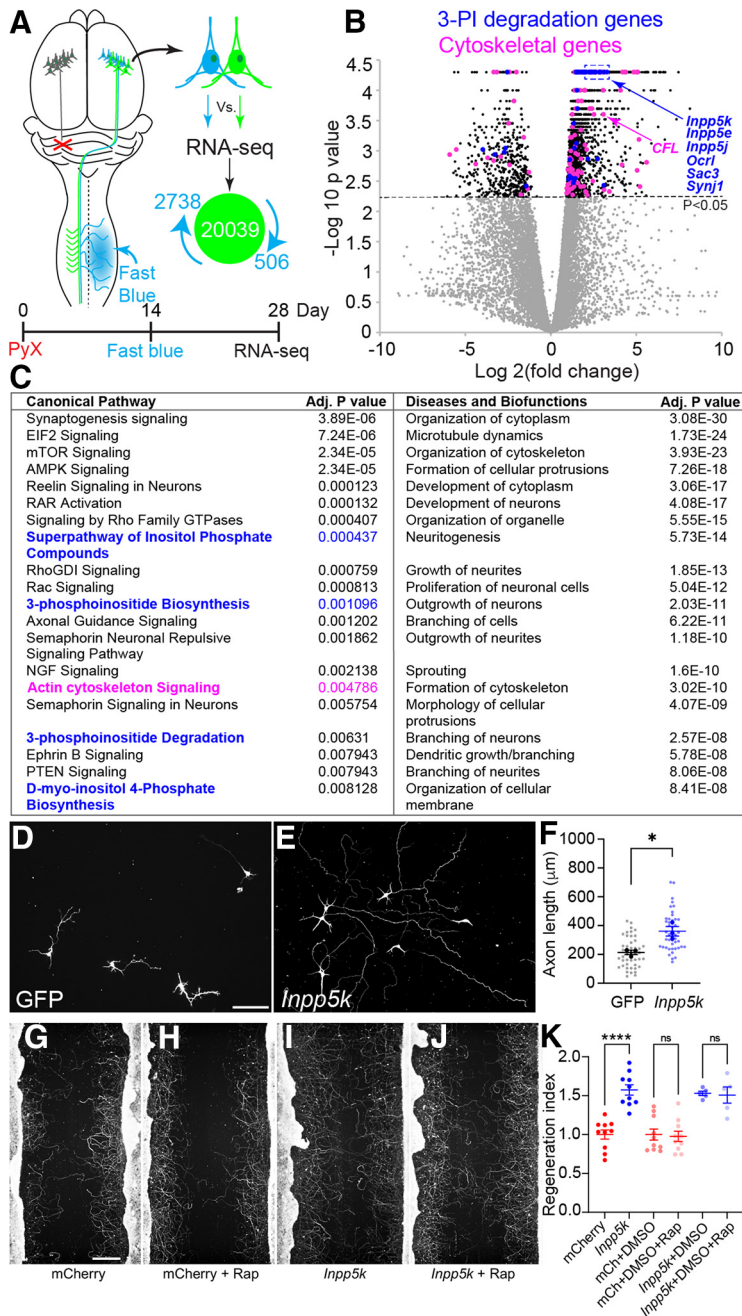 A
Vs.
RNA-seq
2738
20039
506
Fast
Blue
0
14
28
Day
PyX
Fast blue
RNA-seq
B
3-PI degradation genes
Cytoskeletal genes
-Log 10 p value
4.5
4
3.5
3
2.5
2
1.5
1
0.5
0
Inpp5k
Inpp5e
Inpp5j
Ocrl
Sac3
Synj1
CFL
P<0.05
-10
-5
0
5
10
Log 2(fold change)
C
Canonical Pathway Adj. P value Diseases and Biofunctions Adj. P value
Synaptogenesis signaling 3.89E-06 Organization of cytoplasm 3.08E-30
EIF2 Signaling 7.24E-06 Microtubule dynamics 1.73E-24
mTOR Signaling 2.34E-05 Organization of cytoskeleton 3.93E-23
AMPK Signaling 2.34E-05 Formation of cellular protrusions 7.26E-18
Reelin Signaling in Neurons 0.000123 Development of cytoplasm 3.06E-17
RAR Activation 0.000132 Development of neurons 4.08E-17
Signaling by Rho Family GTPases 0.000407 Organization of organelle 5.55E-15
Superpathway of Inositol Phosphate 0.000437 Neuritogenesis 5.73E-14
Compounds
RhoGDI Signaling 0.000759 Growth of neurites 1.85E-13
Rac Signaling 0.000813 Proliferation of neuronal cells 5.04E-12
3-phosphoinositide Biosynthesis 0.001096 Outgrowth of neurons 2.03E-11
Axonal Guidance Signaling 0.001202 Branching of cells 6.22E-11
Semaphorin Neuronal Repulsive 0.001862 Outgrowth of neurites 1.18E-10
Signaling Pathway
NGF Signaling 0.002138 Sprouting 1.6E-10
Actin cytoskeleton Signaling 0.004786 Formation of cytoskeleton 3.02E-10
Semaphorin Signaling in Neurons 0.005754 Morphology of cellular 4.07E-09
protrusions
3-phosphoinositide Degradation 0.00631 Branching of neurons 2.57E-08
Ephrin B Signaling 0.007943 Dendritic growth/branching 5.78E-08
PTEN Signaling 0.007943 Branching of neurites 8.06E-08
D-myo-inositol 4-Phosphate 0.008128 Organization of cellular 8.41E-08
Biosynthesis membrane
D
GFP
E
Inpp5k
F
Axon length (μm)
1000
800
600
400
200
0
*
GFP
Inpp5k
G
mCherry
H
mCherry + Rap
I
Inpp5k
J
Inpp5k + Rap
K
Regeneration index
2.0
1.5
1.0
0.5
0.0
****
ns
ns
mCherry
Inpp5k
mCh+DMSO
mCh+DMSO+Rap
Inpp5k+DMSO
Inpp5k+DMSO+Rap